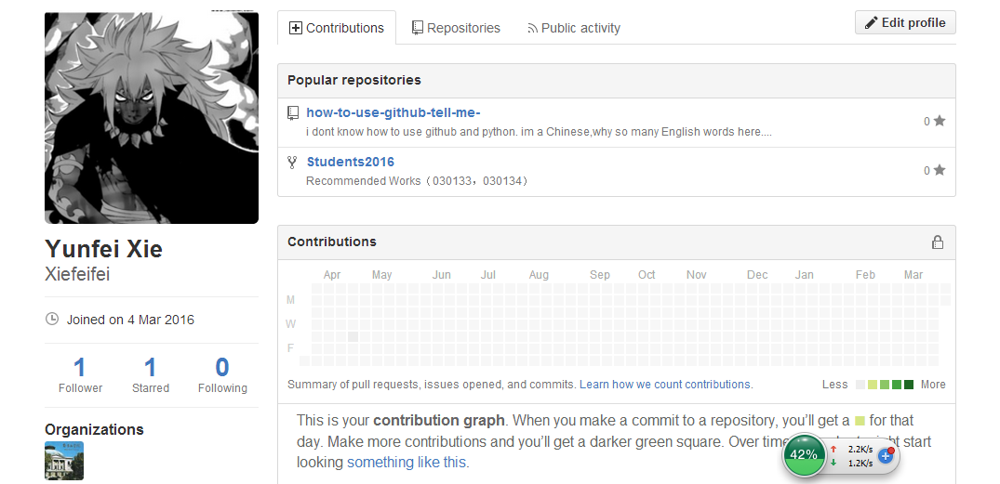 Contributions
Repositories
Public activity
Edit profile
Popular repositories
how-to-use-github-tell-me-
i dont know how to use github and python. im a Chinese,why so many English words here....
0
Students2016
Recommended Works（030133，030134）
0
Yunfei Xie
Xiefeifei
Joined on 4 Mar 2016
1 1 0
Follower Starred Following
Organizations
Contributions
Apr May Jun Jul Aug Sep Oct Nov Dec Jan Feb Mar
M
W
F
Summary of pull requests, issues opened, and commits. Learn how we count contributions.
Less More
This is your contribution graph. When you make a commit to a repository, you’ll get a for that
day. Make more contributions and you’ll get a darker green square. Over time start
looking something like this.
42%
2.2K/s
1.2K/s